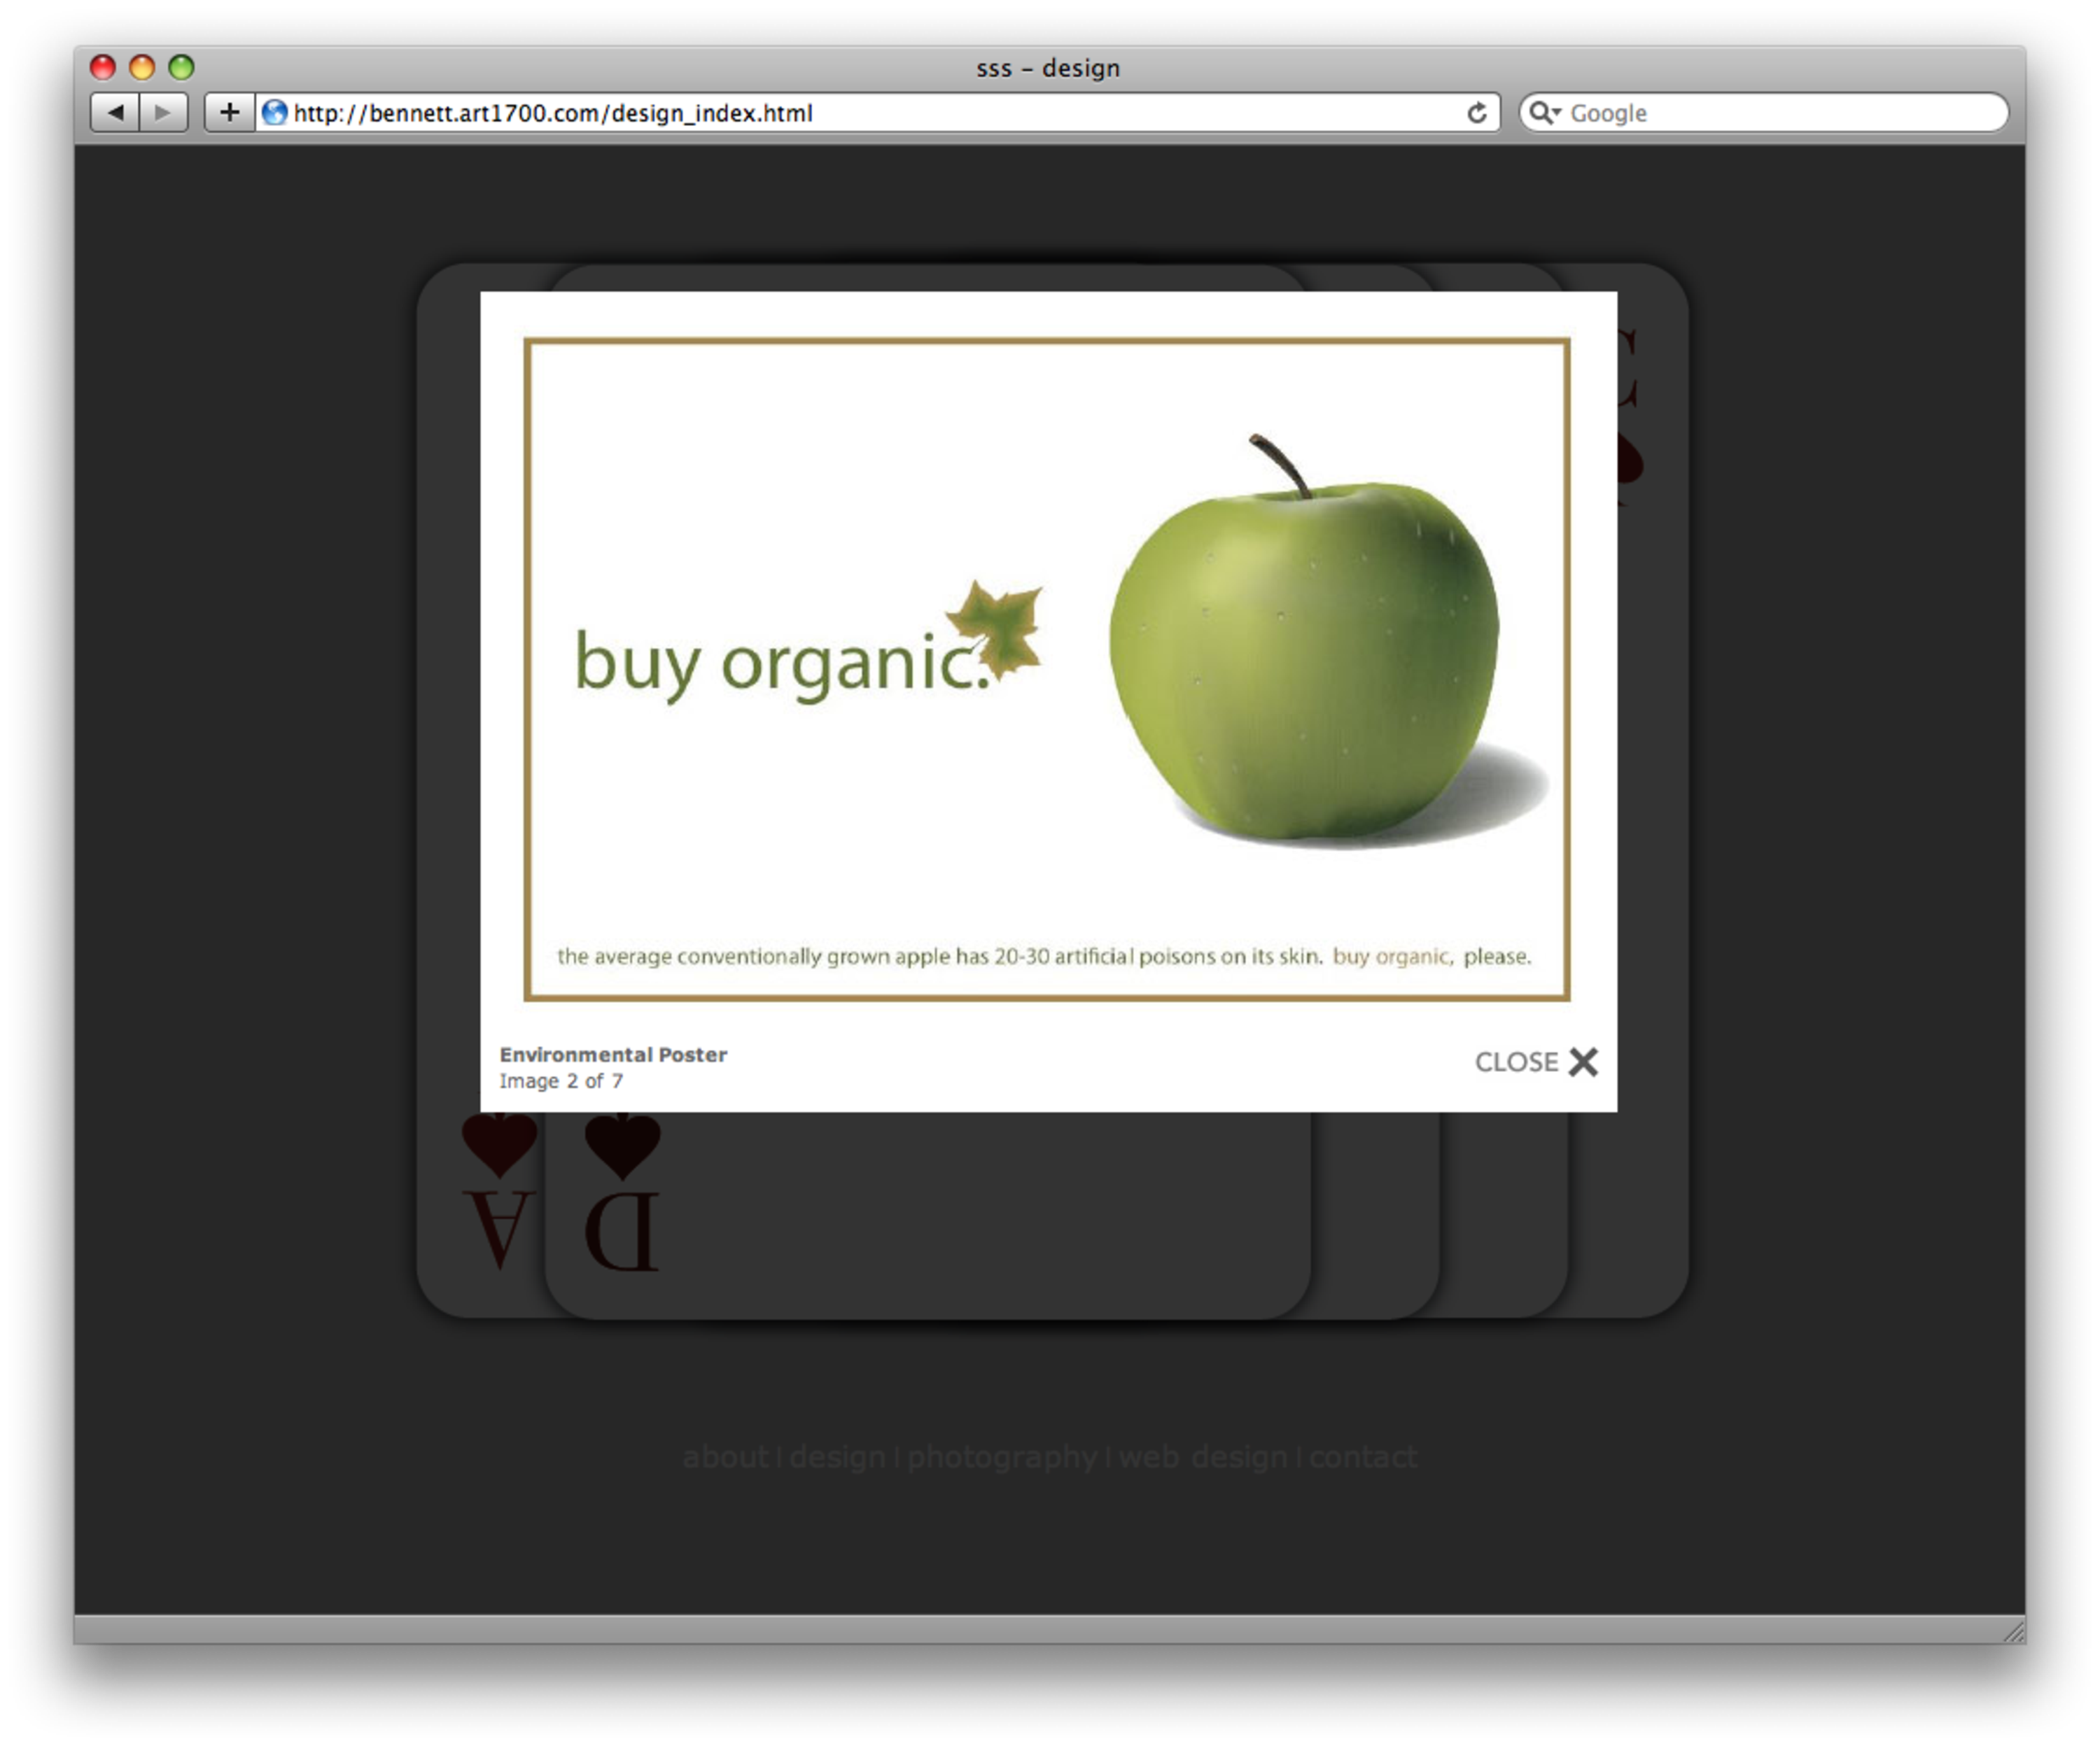 sss – design
http://bennett.art1700.com/design_index.html
Google
buy organic.
the average conventionally grown apple has 20-30 artificial poisons on its skin. buy organic, please.
Environmental Poster
Image 2 of 7
CLOSE
A
D
about | design | photography | web design | contact